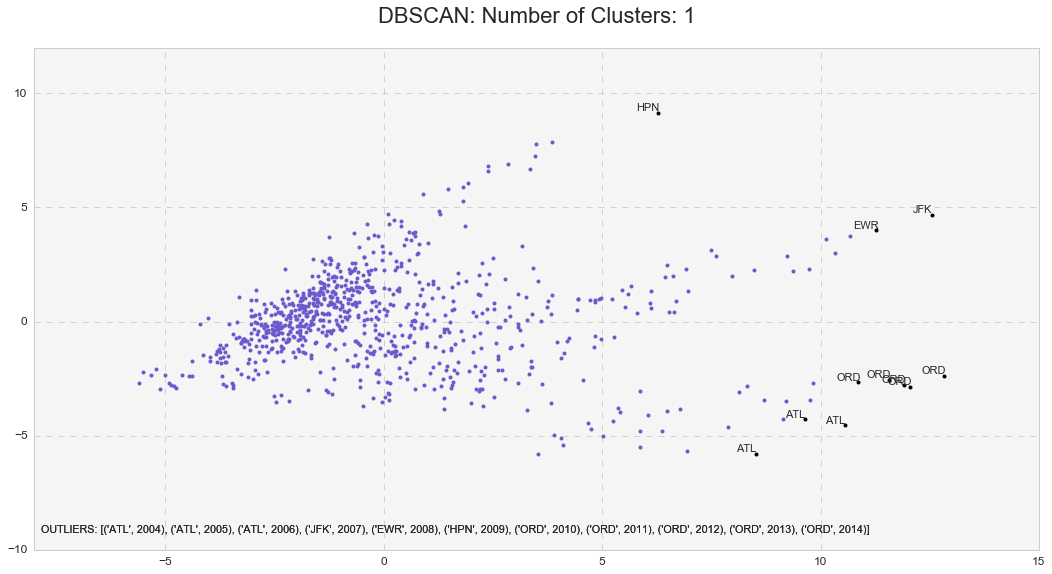 DBSCAN: Number of Clusters: 1
10
HPN
5
JFK
EWR
0
ORD
ORD
ORD
ORD
ORD
ATL
ATL
ATL
−5
OUTLIERS: [('ATL', 2004), ('ATL', 2005), ('ATL', 2006), ('JFK', 2007), ('EWR', 2008), ('HPN', 2009), ('ORD', 2010), ('ORD', 2011), ('ORD', 2012), ('ORD', 2013), ('ORD', 2014)]
−10
−5 0 5 10 15